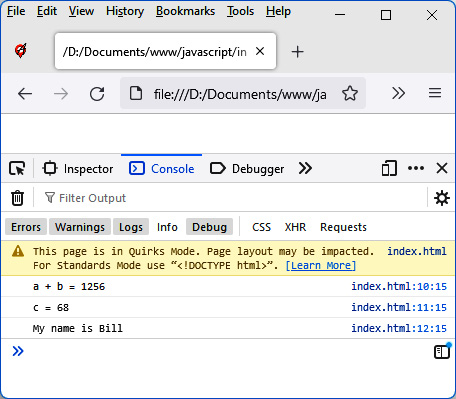 File Edit View History Bookmarks Tools Help
/D:/Documents/www/javascript/in
file:///D:/Documents/www/ja
Inspector Console Debugger
Filter Output
Errors Warnings Logs Info Debug CSS XHR Requests
This page is in Quirks Mode. Page layout may be impacted. index.html
For Standards Mode use “<!DOCTYPE html>”. [Learn More]
a + b = 1256 index.html:10:15
c = 68 index.html:11:15
My name is Bill index.html:12:15